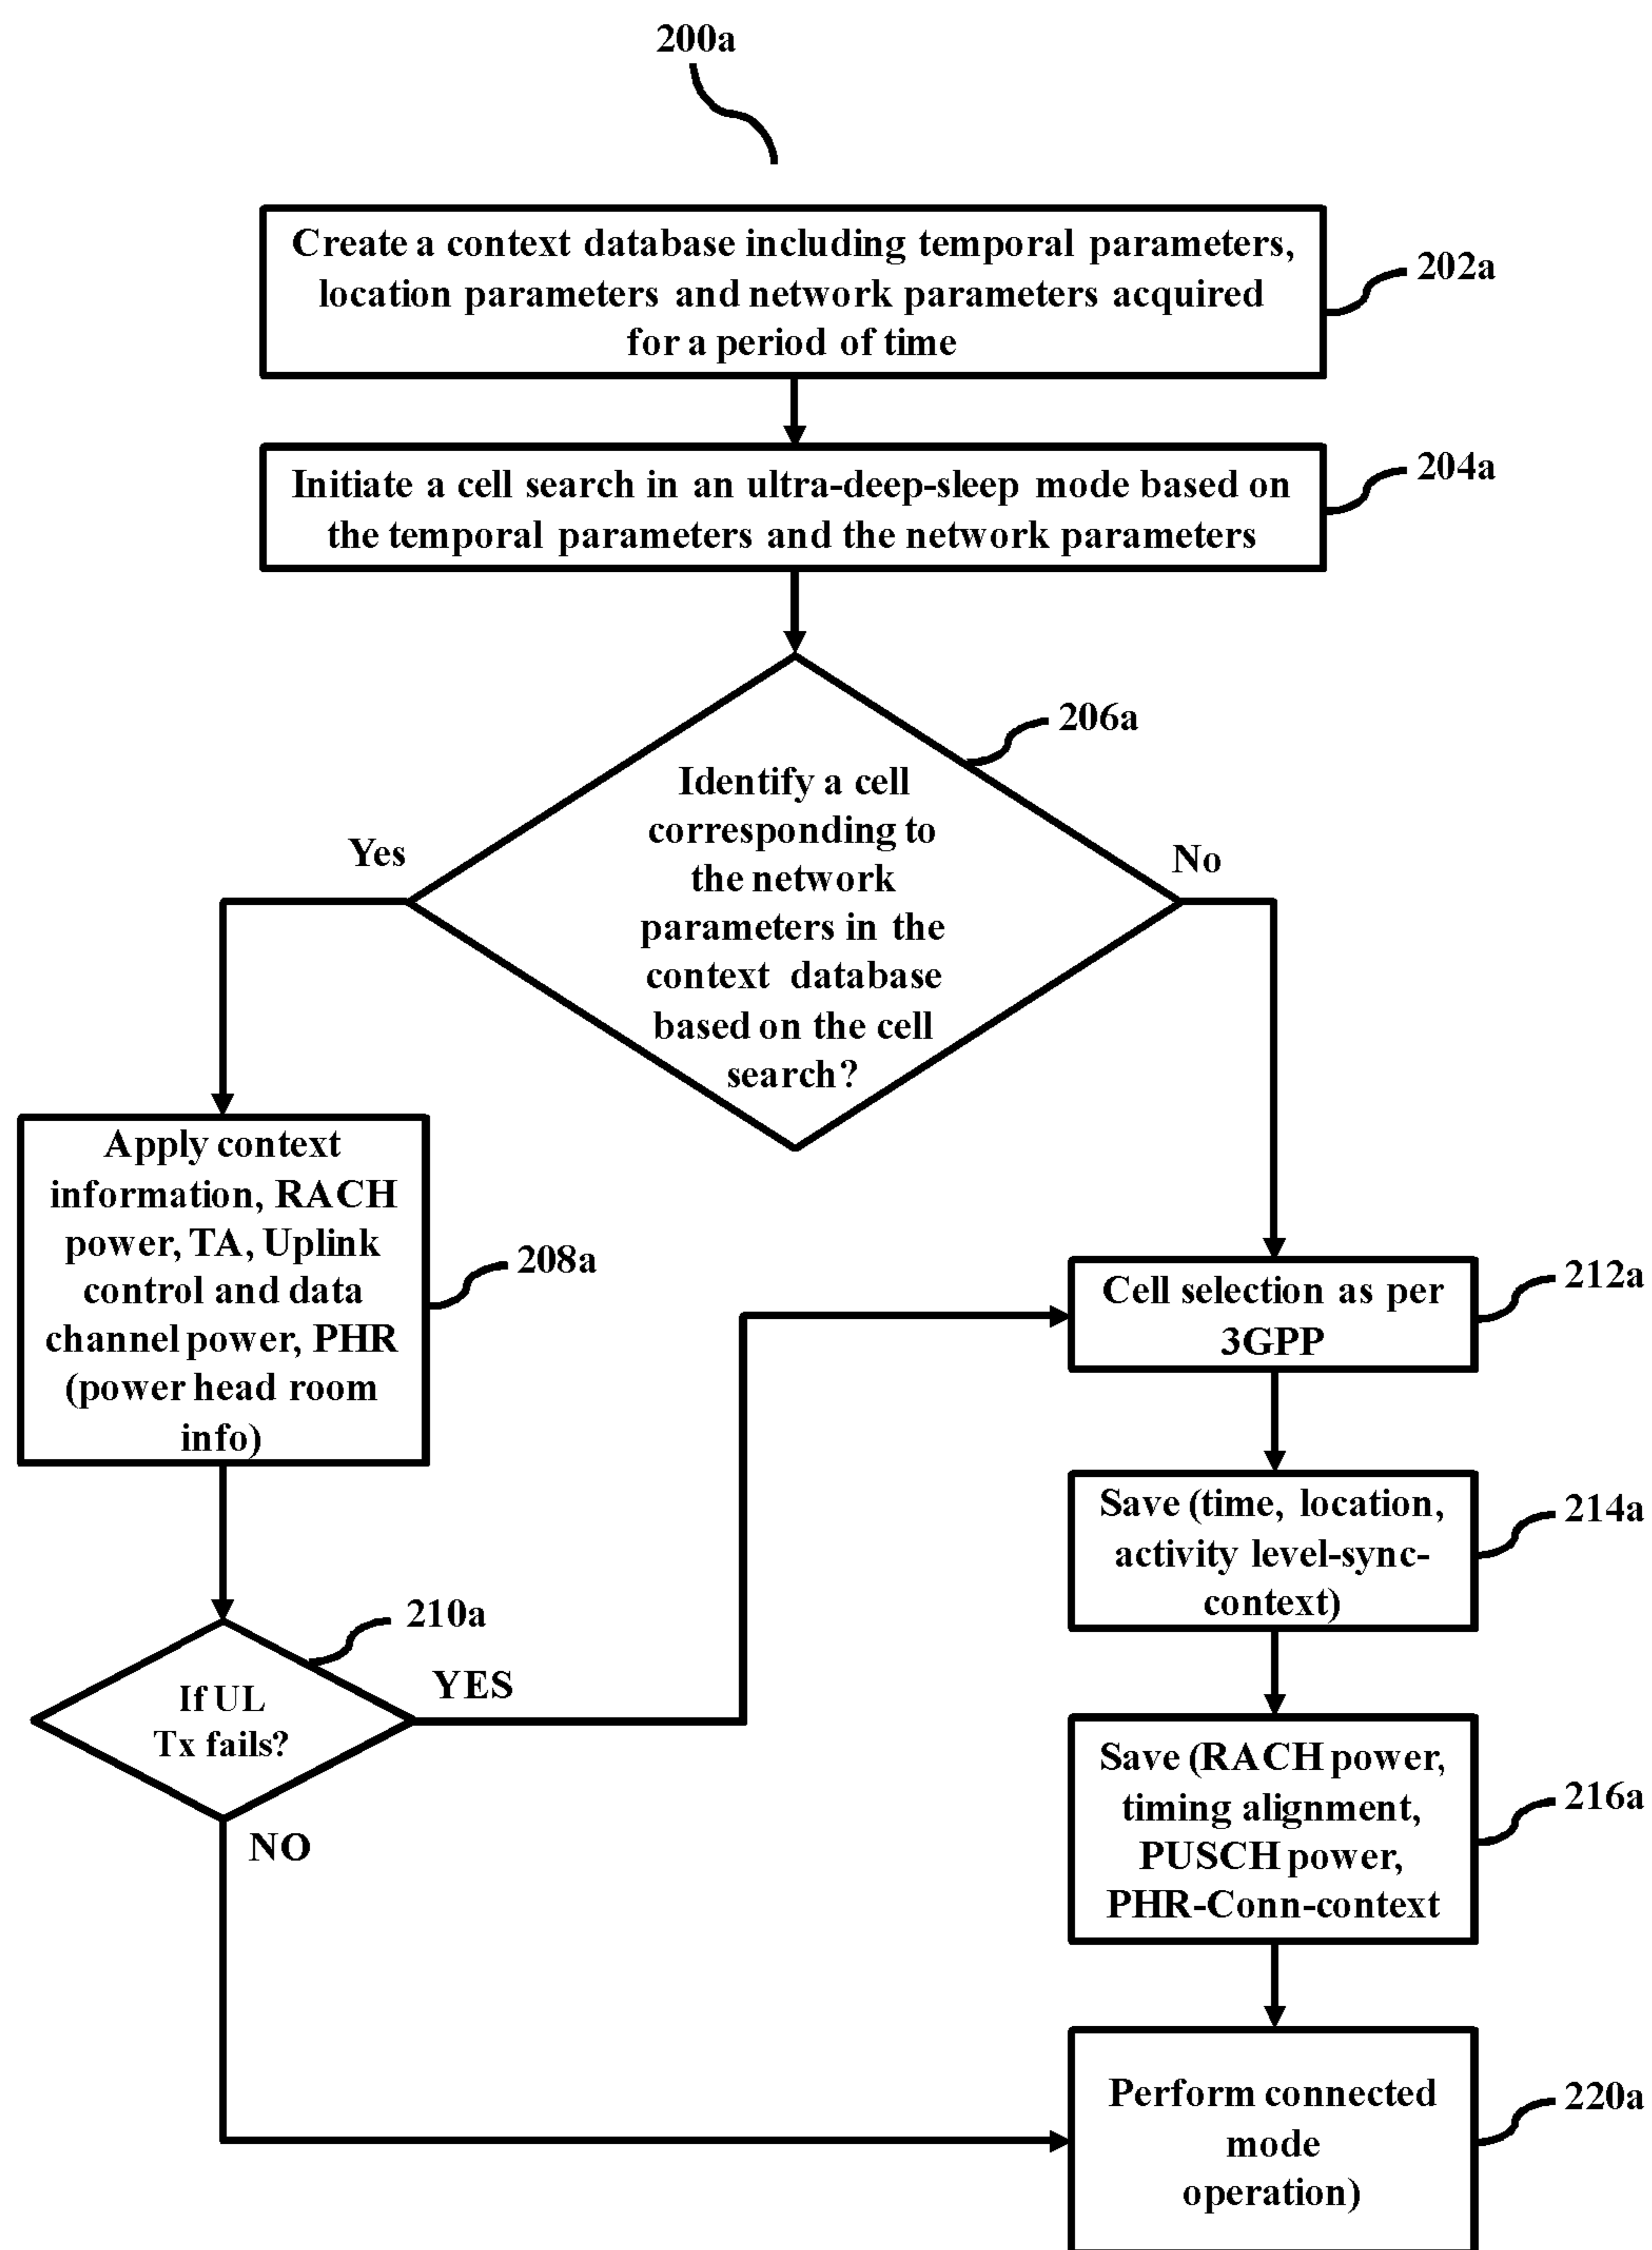 200a
Create a context database including temporal parameters,
location parameters and network parameters acquired
for a period of time
202a
Initiate a cell search in an ultra-deep-sleep mode based on
the temporal parameters and the network parameters
204a
206a
Identify a cell
corresponding to
the network
parameters in the
context database
based on the cell
search?
Yes
No
Apply context
information, RACH
power, TA, Uplink
control and data
channel power, PHR
(power head room
info)
208a
Cell selection as per
3GPP
212a
Save (time, location,
activity level-sync-
context)
214a
210a
If UL
Tx fails?
YES
NO
Save (RACH power,
timing alignment,
PUSCH power,
PHR-Conn-context
216a
Perform connected
mode
operation)
220a